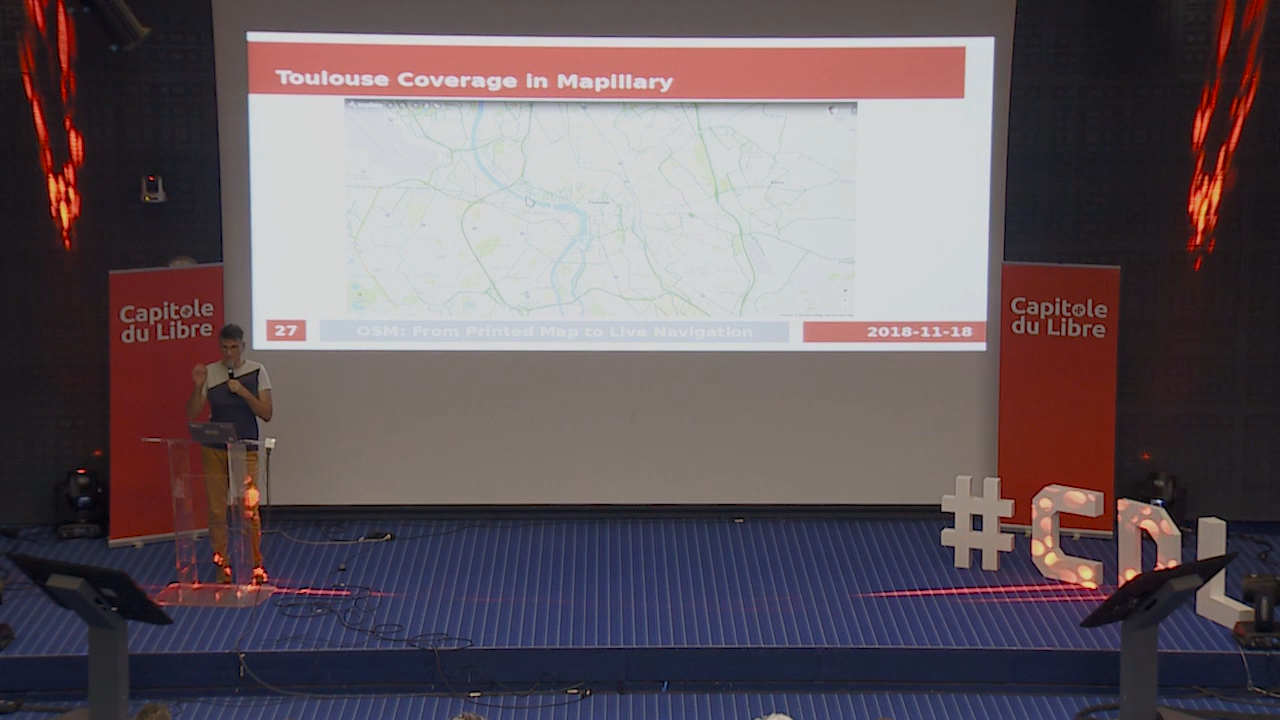 Toulouse Coverage in Mapillary
27
OSM: From Printed Map to Live Navigation
2018-11-18
Capitole
du Libre
Capitole
du Libre
#CDL